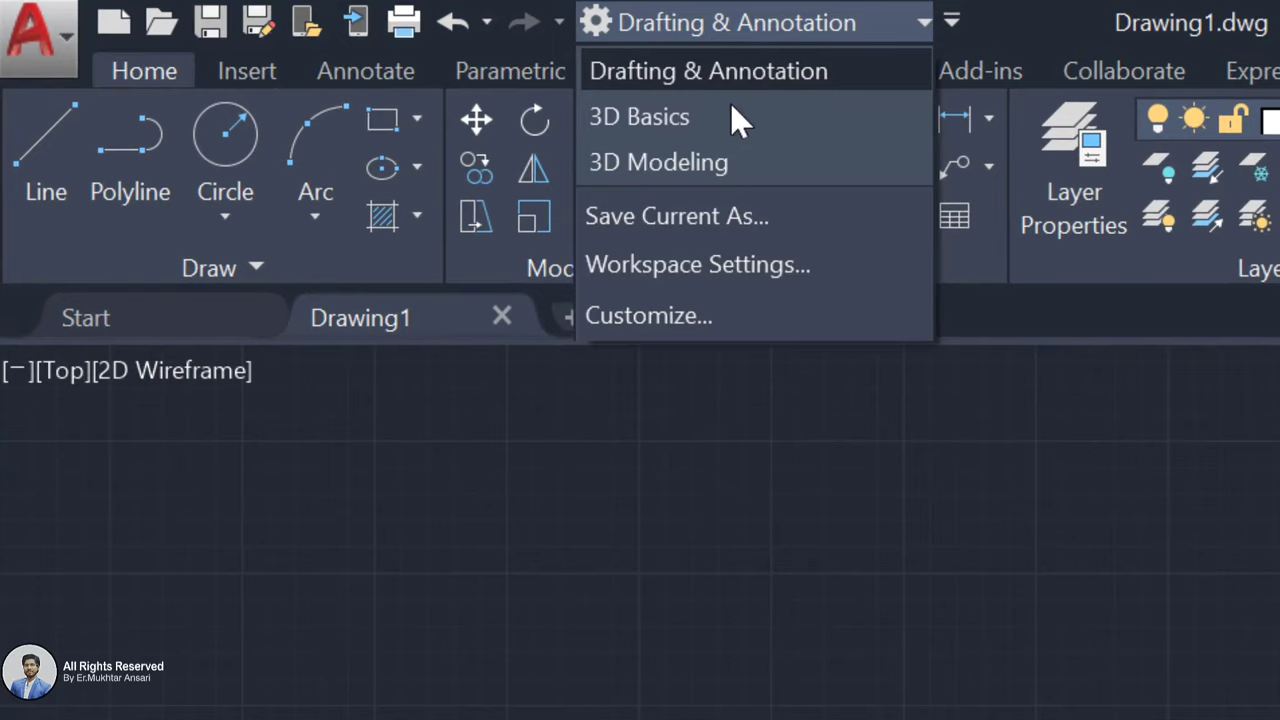 Drafting & Annotation
Drawing1.dwg
Home
Insert
Annotate
Parametric
Drafting & Annotation
Add-ins
Collaborate
3D Basics
3D Modeling
Line
Polyline
Circle
Arc
Layer
Properties
Save Current As...
Workspace Settings...
Customize...
Draw
Start
Drawing1
[−][Top][2D Wireframe]
All Rights Reserved
By Er.Mukhtar Ansari